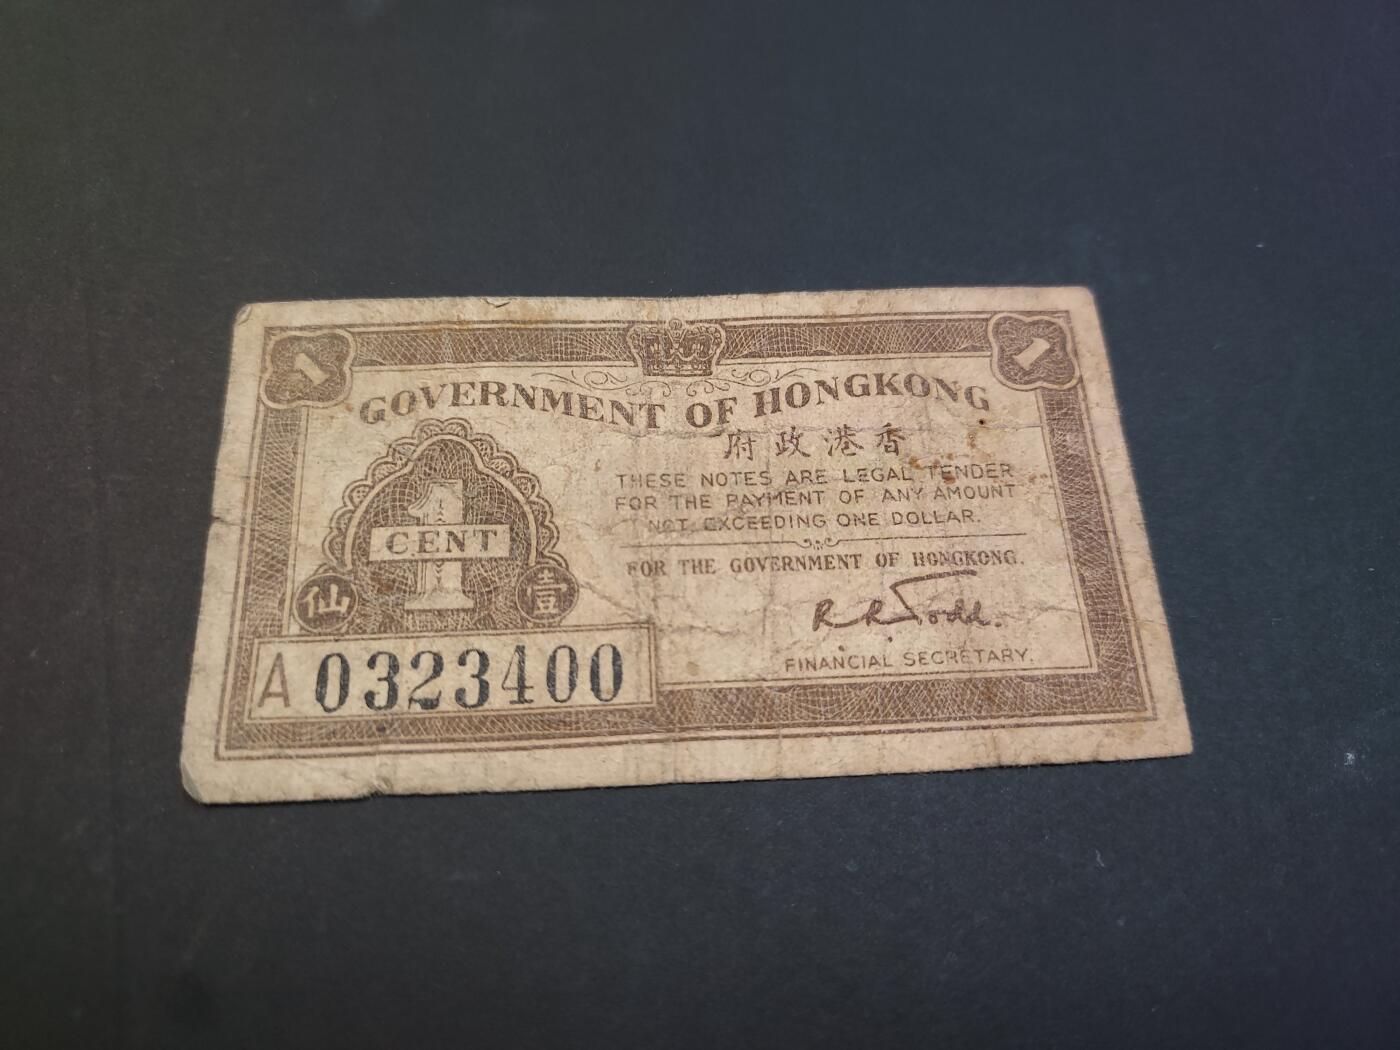 1 1
GOVERNMENT OF HONGKONG
府政港香
THESE NOTES ARE LEGAL TENDER
FOR THE PAYMENT OF ANY AMOUNT
NOT EXCEEDING ONE DOLLAR.
1
CENT
仙 壹
FOR THE GOVERNMENT OF HONGKONG.
R R Todd.
FINANCIAL SECRETARY.
A 0323400